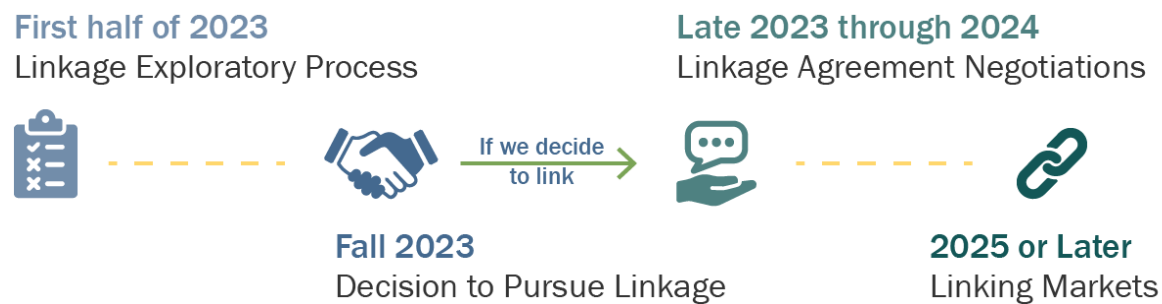 First half of 2023
Linkage Exploratory Process
Late 2023 through 2024
Linkage Agreement Negotiations
If we decide
to link
Fall 2023
Decision to Pursue Linkage
2025 or Later
Linking Markets